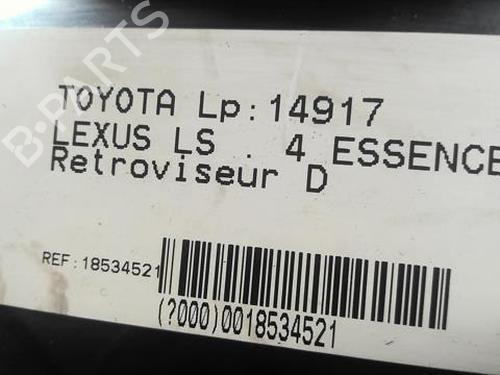 B-PARTS
TOYOTA Lp:14917
LEXUS LS . 4 ESSENCE
Retroviseur D
REF:18534521
(?000)0018534521